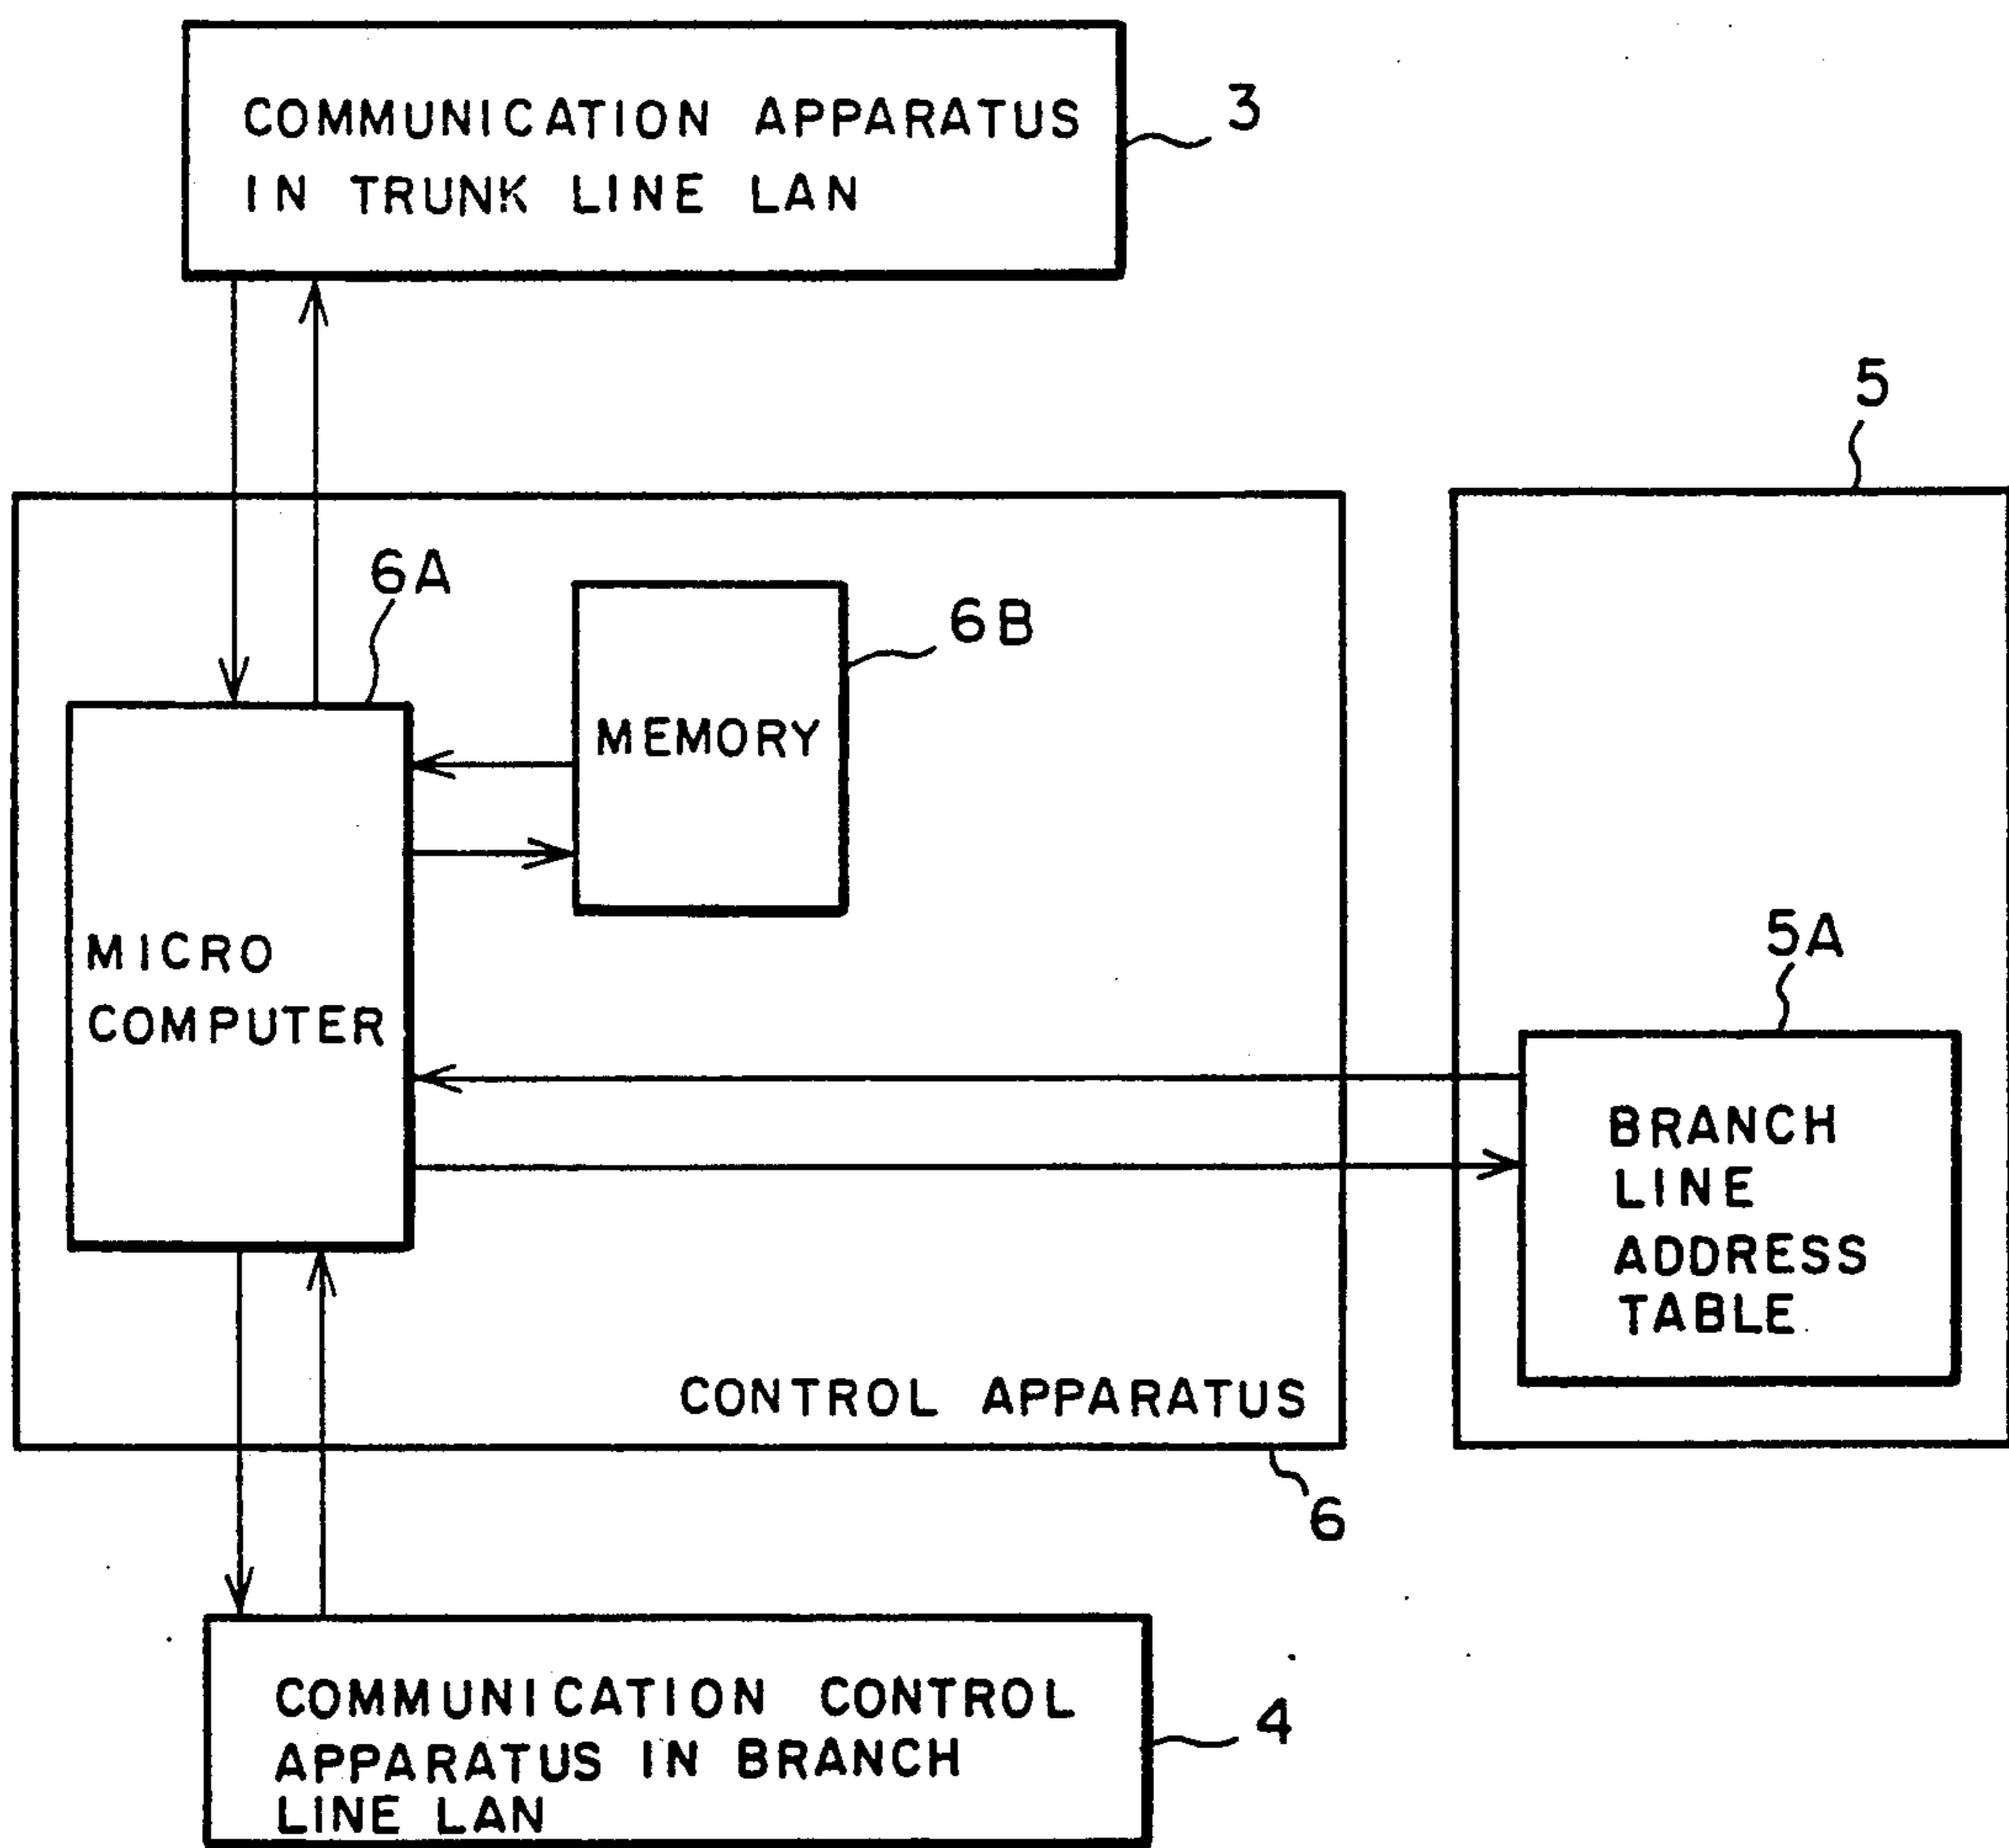 COMMUNICATION APPARATUS
IN TRUNK LINE LAN
3
5
6A
6B
MEMORY
MICRO
COMPUTER
5A
BRANCH
LINE
ADDRESS
TABLE
CONTROL APPARATUS
6
COMMUNICATION CONTROL
APPARATUS IN BRANCH
LINE LAN
4